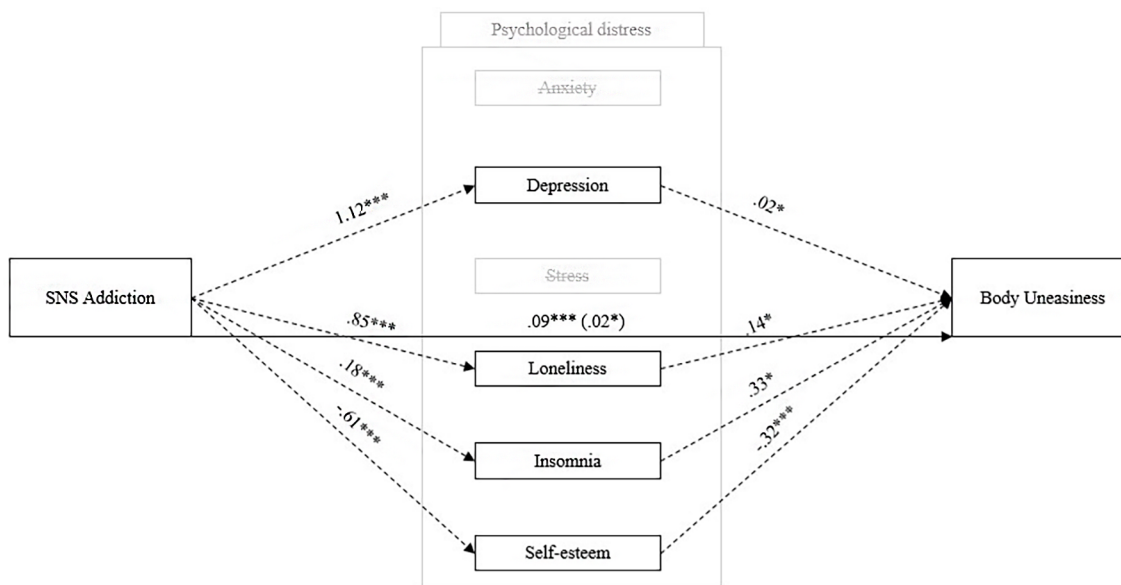 Psychological distress
Anxiety
Depression
1.12***
.02*
SNS Addiction
Stress
Body Uneasiness
.85***
.09*** (.02*)
.14*
Loneliness
.18***
.33*
-.61***
-.32***
Insomnia
Self-esteem